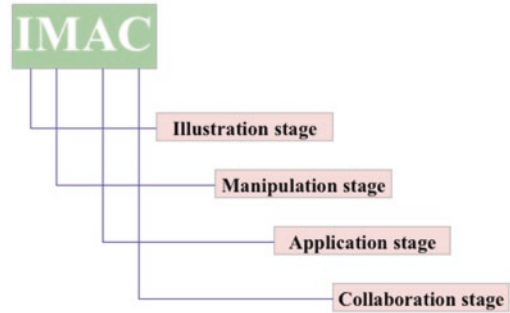 IMAC
Illustration stage
Manipulation stage
Application stage
Collaboration stage